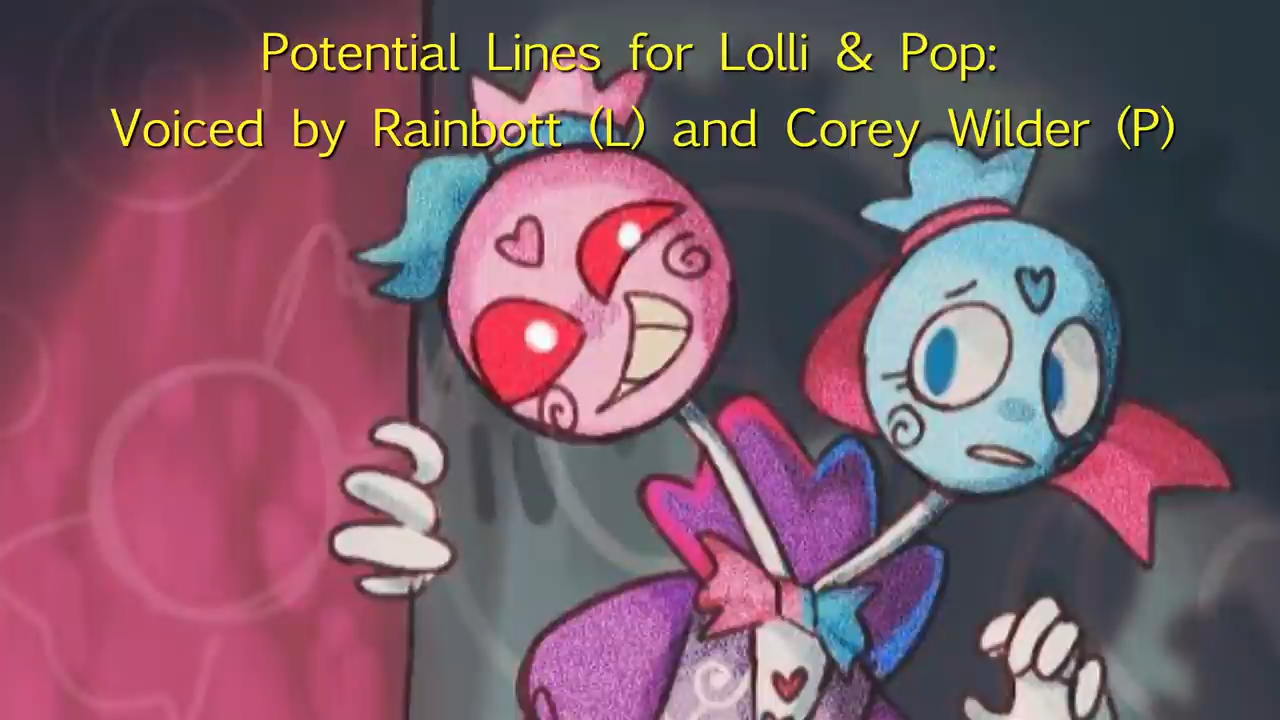 Potential Lines for Lolli & Pop:
Voiced by Rainbott (L) and Corey Wilder (P)